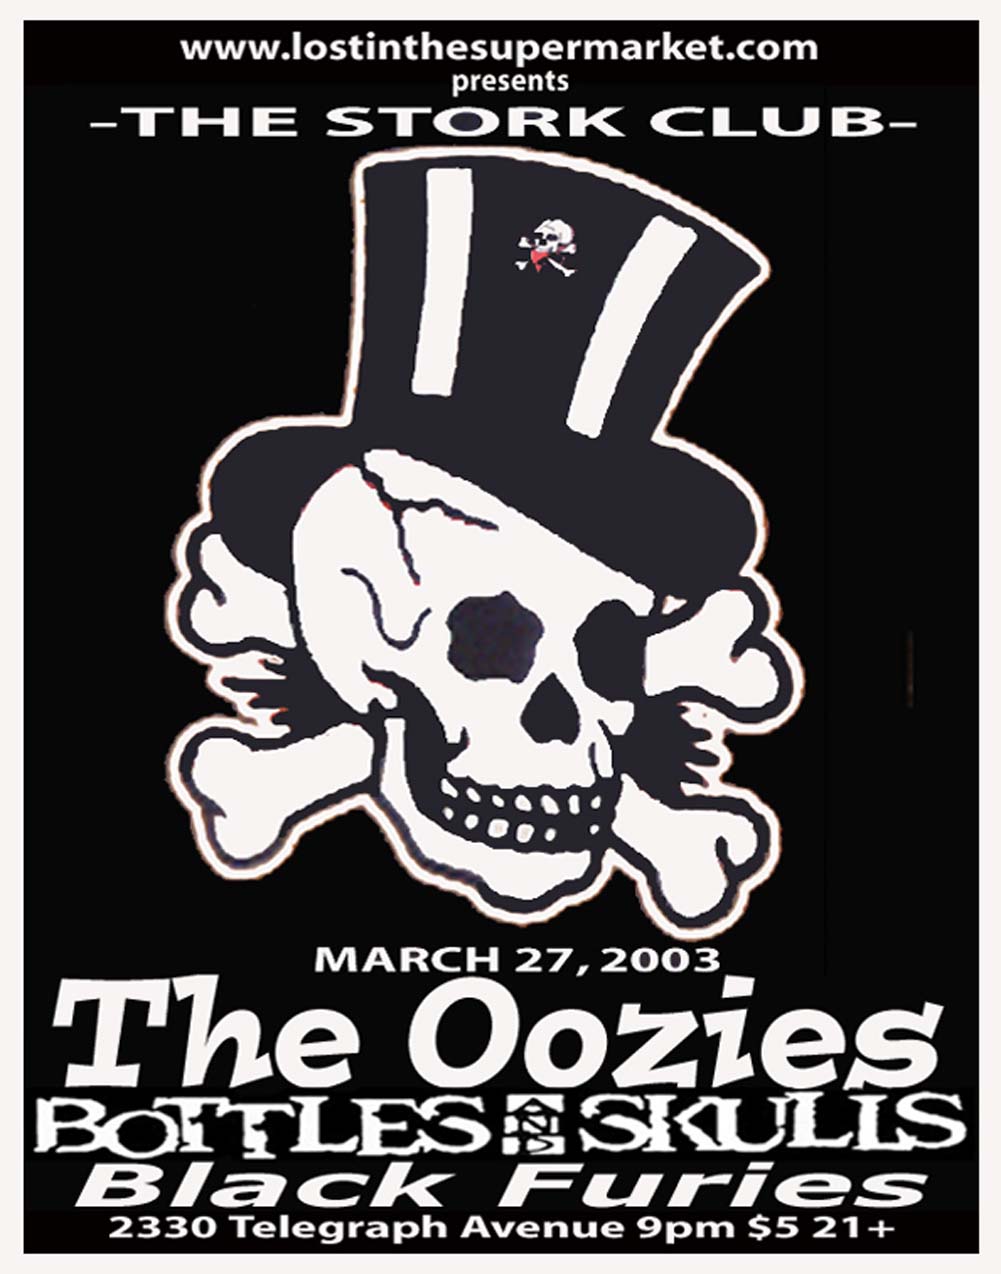 www.lostinthesupermarket.com
presents
-THE STORK CLUB-
MARCH 27, 2003
The Oozies
BOTTLES AND SKULLS
Black Furies
2330 Telegraph Avenue 9pm $5 21+